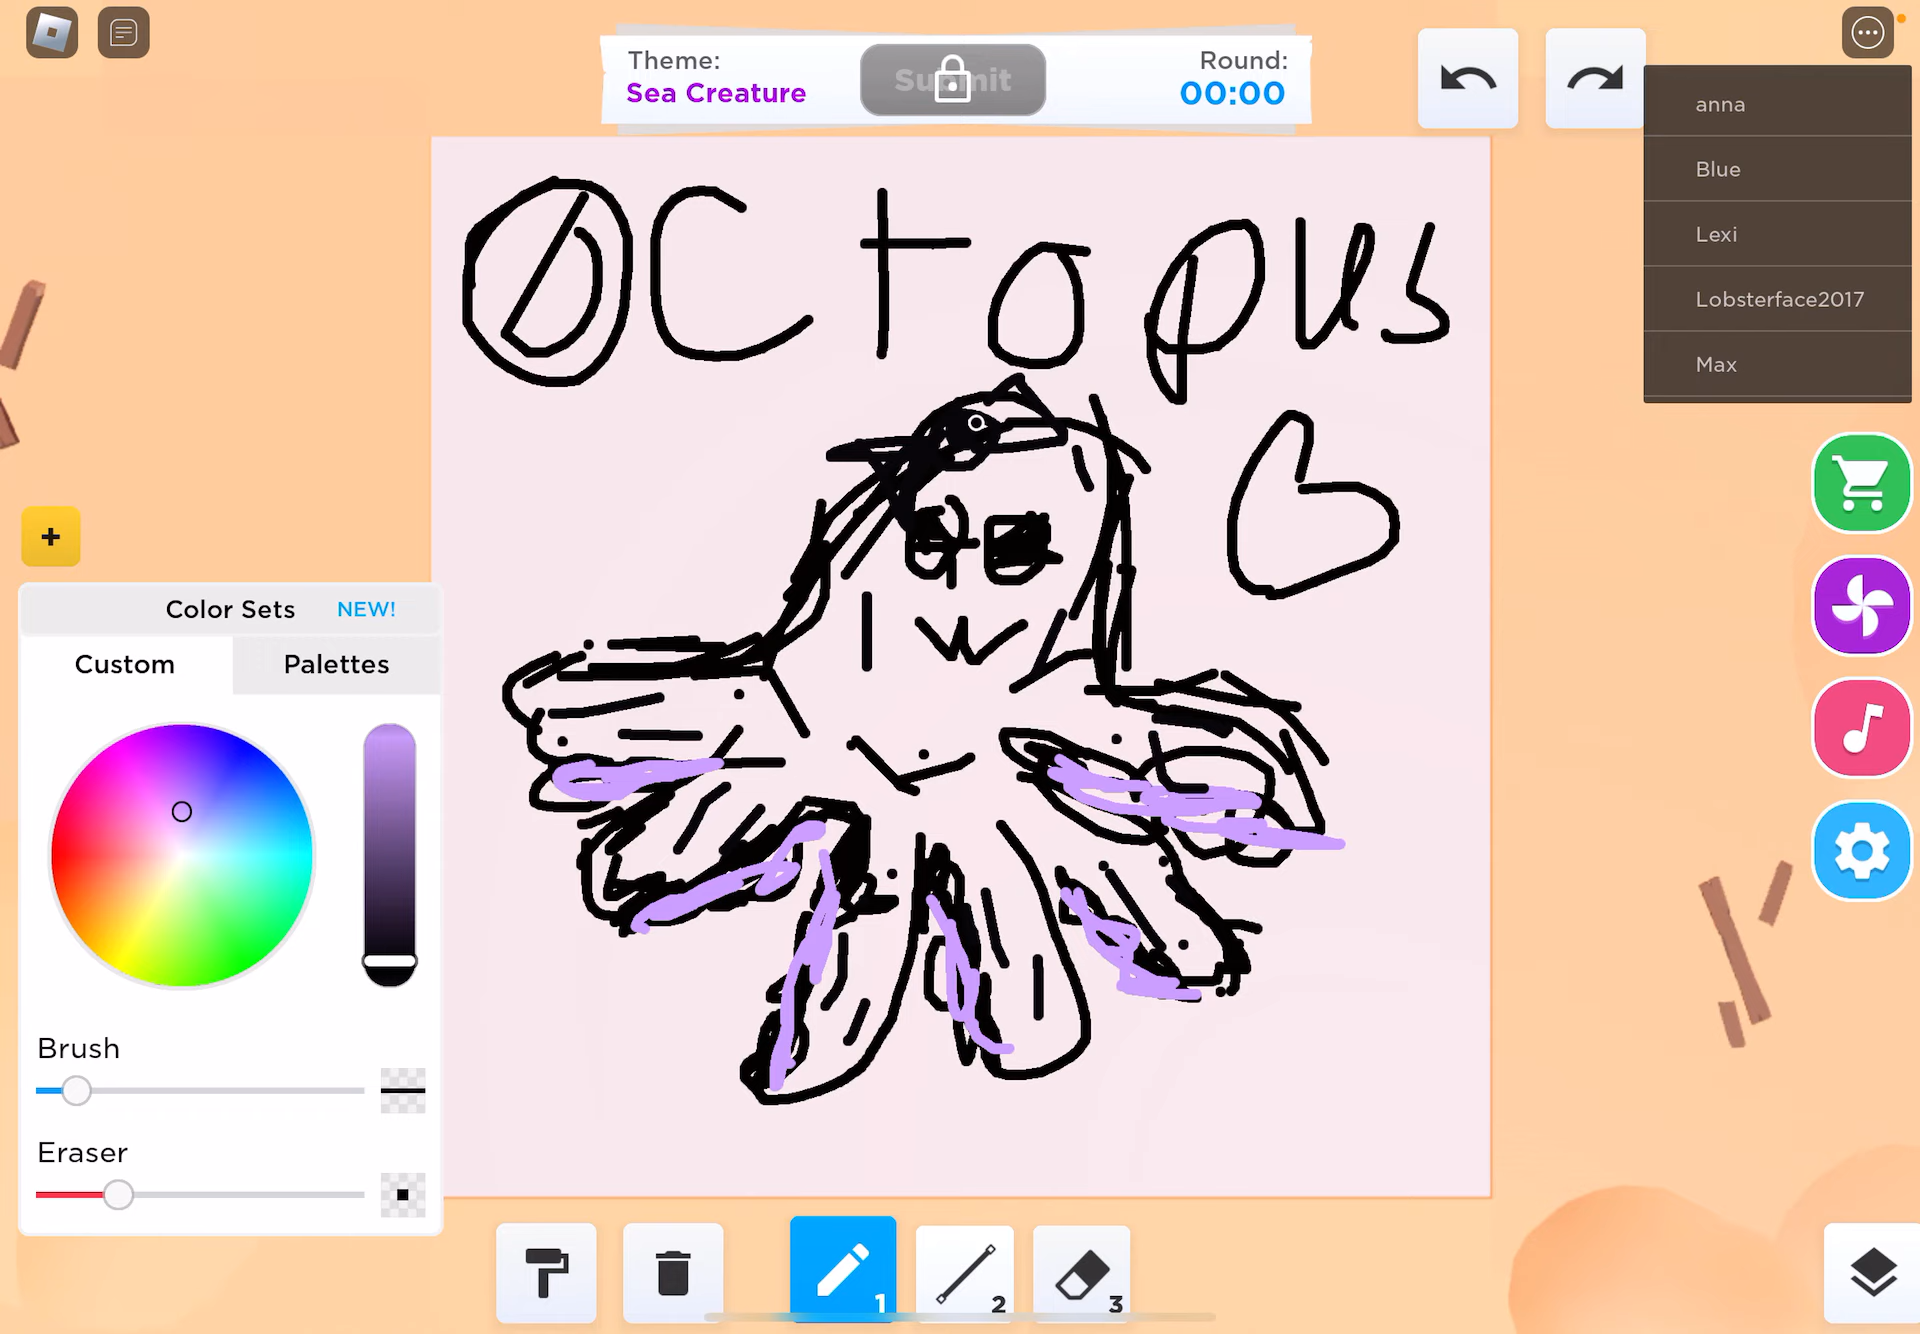 Theme:
Sea Creature
Submit
Round:
00:00
anna
Blue
Lexi
Lobsterface2017
Max
Octopus
+
Color Sets NEW!
Custom
Palettes
Brush
Eraser
1
2
3